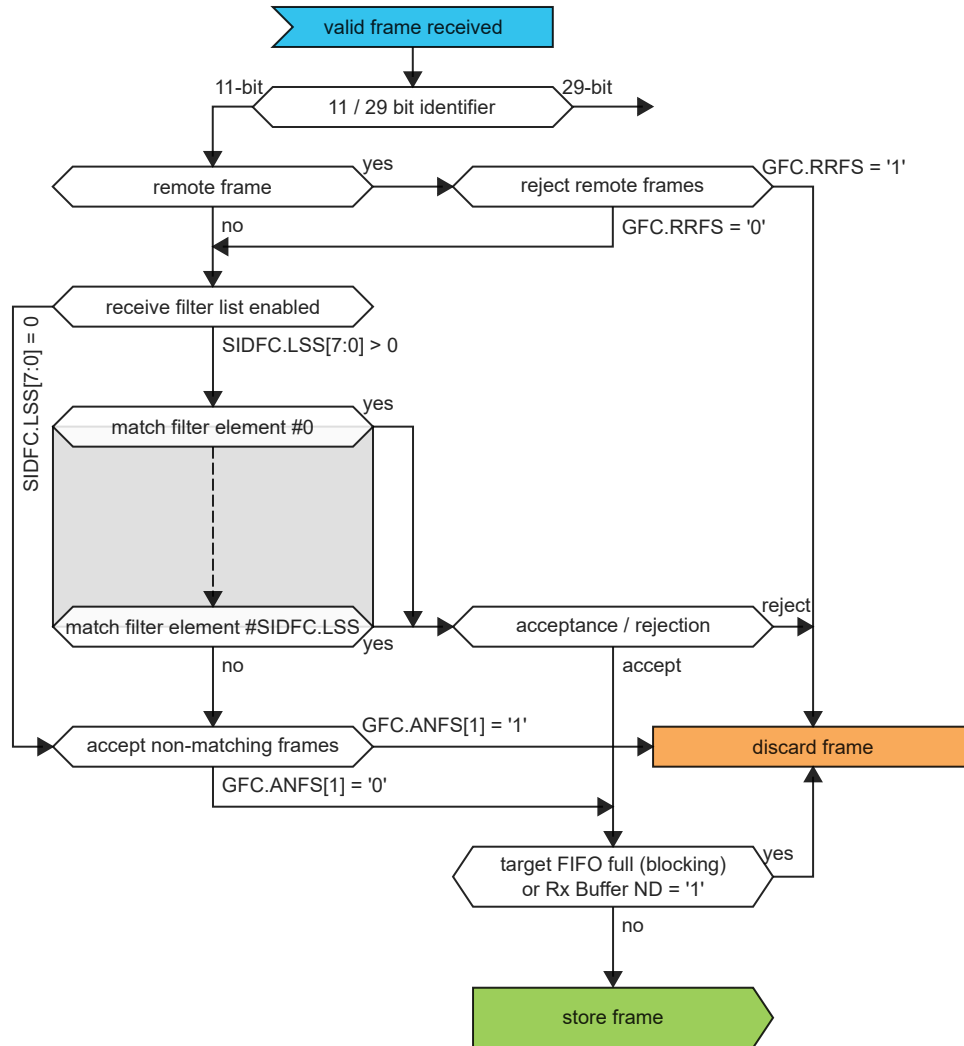 valid frame received
11-bit
29-bit
11 / 29 bit identifier
yes
GFC.RRFS = '1'
remote frame
reject remote frames
no
GFC.RRFS = '0'
receive filter list enabled
SIDFC.LSS[7:0] = 0
SIDFC.LSS[7:0] > 0
yes
match filter element #0
reject
match filter element #SIDFC.LSS
acceptance / rejection
yes
no
accept
GFC.ANFS[1] = '1'
accept non-matching frames
discard frame
GFC.ANFS[1] = '0'
yes
target FIFO full (blocking)
or Rx Buffer ND = '1'
no
store frame